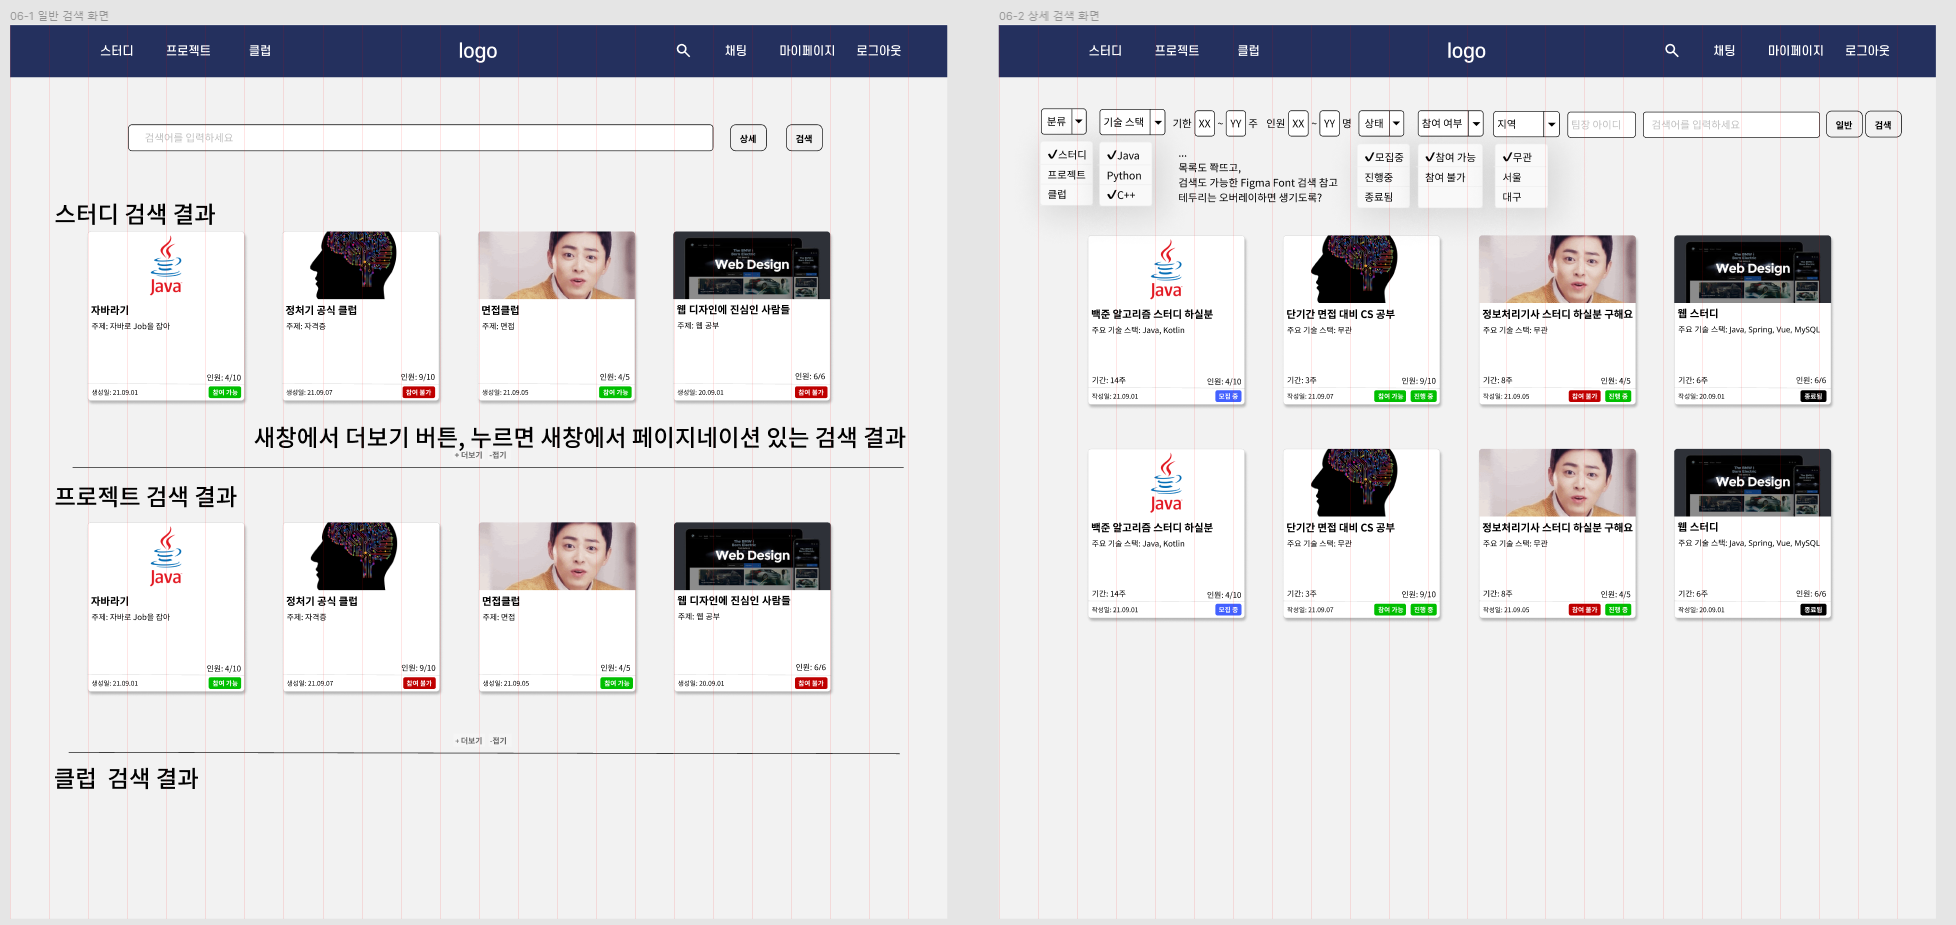 06-1 일반 검색 화면
스터디 프로젝트 클럽 logo 채팅 마이페이지 로그아웃
검색어를 입력하세요 상세 검색
스터디 검색 결과
Java
Web Design
자바라기 정처기 공식 클럽 면접클럽 웹 디자인에 진심인 사람들
주제: 자바로 Job을 잡아 주제: 자격증 주제: 면접 주제: 웹 공부
인원: 4/10 인원: 9/10 인원: 4/5 인원: 6/6
생성일: 21.09.01 참여 가능 생성일: 21.09.07 참여 불가 생성일: 21.09.05 참여 가능 생성일: 20.09.01 참여 불가
새창에서 더보기 버튼, 누르면 새창에서 페이지네이션 있는 검색 결과
+ 더보기 -접기
프로젝트 검색 결과
Java
Web Design
자바라기 정처기 공식 클럽 면접클럽 웹 디자인에 진심인 사람들
주제: 자바로 Job을 잡아 주제: 자격증 주제: 면접 주제: 웹 공부
인원: 4/10 인원: 9/10 인원: 4/5 인원: 6/6
생성일: 21.09.01 참여 가능 생성일: 21.09.07 참여 불가 생성일: 21.09.05 참여 가능 생성일: 20.09.01 참여 불가
+ 더보기 -접기
클럽 검색 결과
06-2 상세 검색 화면
스터디 프로젝트 클럽 logo 채팅 마이페이지 로그아웃
분류 기술 스택 기한 XX ~ YY 주 인원 XX ~ YY 명 상태 참여 여부 지역 팀장 아이디 검색어를 입력하세요 일반 검색
✓스터디 ✓Java ... ✓모집중 ✓참여 가능 ✓무관
목록도 쫙뜨고,
프로젝트 Python 진행중 참여 불가 서울
검색도 가능한 Figma Font 검색 참고
클럽 ✓C++ 테두리는 오버레이하면 생기도록? 종료됨 대구
Java
Web Design
백준 알고리즘 스터디 하실분 단기간 면접 대비 CS 공부 정보처리기사 스터디 하실분 구해요 웹 스터디
주요 기술 스택: Java, Kotlin 주요 기술 스택: 무관 주요 기술 스택: 무관 주요 기술 스택: Java, Spring, Vue, MySQL
기간: 14주 인원: 4/10 기간: 3주 인원: 9/10 기간: 8주 인원: 4/5 기간: 6주 인원: 6/6
작성일: 21.09.01 모집 중 작성일: 21.09.07 참여 가능 진행 중 작성일: 21.09.05 참여 불가 진행 중 작성일: 20.09.01 종료됨
Java
Web Design
백준 알고리즘 스터디 하실분 단기간 면접 대비 CS 공부 정보처리기사 스터디 하실분 구해요 웹 스터디
주요 기술 스택: Java, Kotlin 주요 기술 스택: 무관 주요 기술 스택: 무관 주요 기술 스택: Java, Spring, Vue, MySQL
기간: 14주 인원: 4/10 기간: 3주 인원: 9/10 기간: 8주 인원: 4/5 기간: 6주 인원: 6/6
작성일: 21.09.01 모집 중 작성일: 21.09.07 참여 가능 진행 중 작성일: 21.09.05 참여 불가 진행 중 작성일: 20.09.01 종료됨